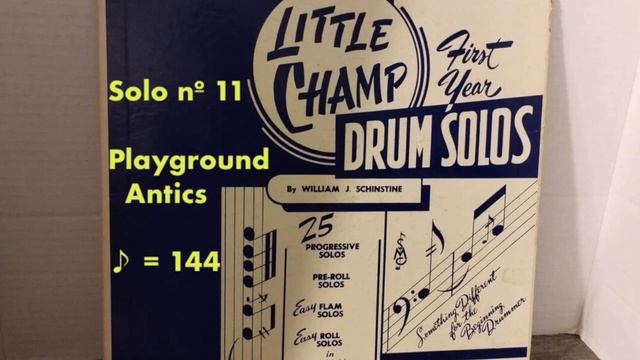 Solo nº 11
Playground
Antics
♪ = 144
LITTLE
CHAMP
First
Year
DRUM SOLOS
By WILLIAM J. SCHINSTINE
25
PROGRESSIVE
SOLOS
PRE-ROLL
SOLOS
Easy FLAM
SOLOS
Easy ROLL
SOLOS
in
Something Different
for the
Beginning
Drummer